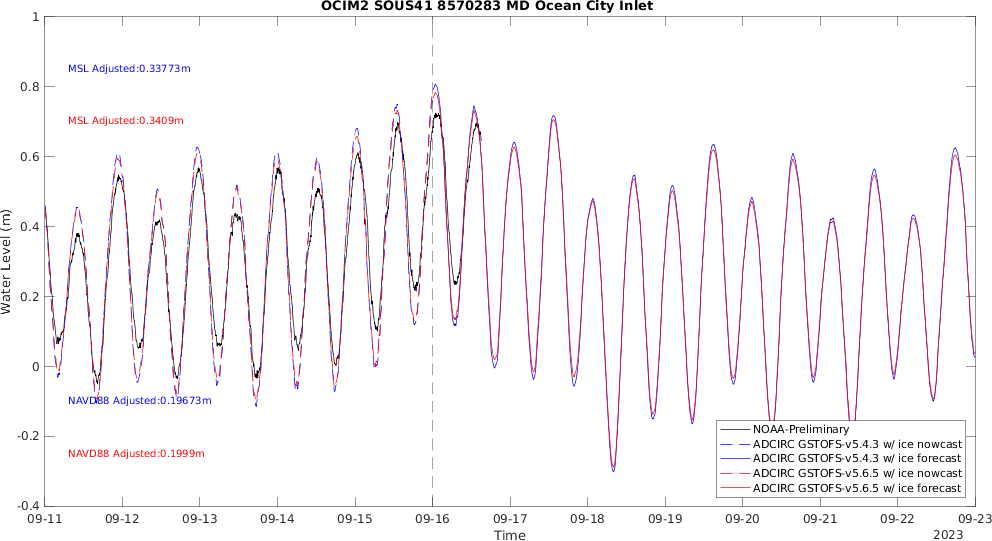 OCIM2 SOUS41 8570283 MD Ocean City Inlet
1
0.8
0.6
0.4
0.2
0
-0.2
-0.4
Water Level (m)
MSL Adjusted:0.33773m
MSL Adjusted:0.3409m
NAVD88 Adjusted:0.19673m
NAVD88 Adjusted:0.1999m
NOAA-Preliminary
ADCIRC GSTOFS-v5.4.3 w/ ice nowcast
ADCIRC GSTOFS-v5.4.3 w/ ice forecast
ADCIRC GSTOFS-v5.6.5 w/ ice nowcast
ADCIRC GSTOFS-v5.6.5 w/ ice forecast
09-11 09-12 09-13 09-14 09-15 09-16 09-17 09-18 09-19 09-20 09-21 09-22 09-23
Time
2023